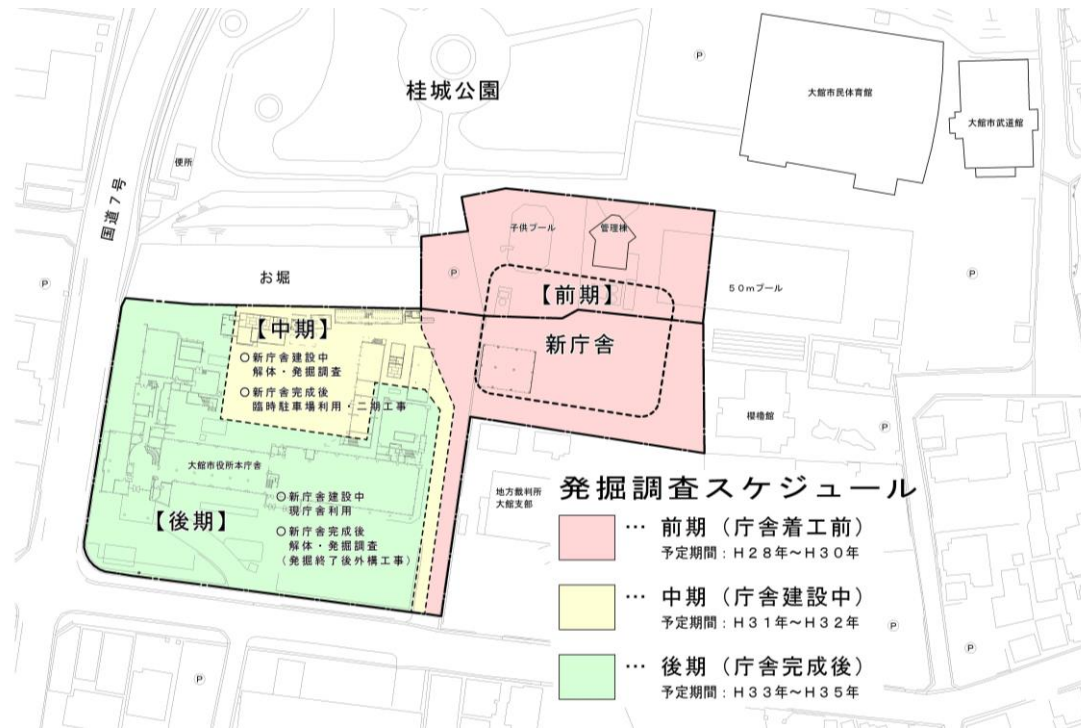 桂城公園
P
大館市民体育館
大館市武道館
便所
国道7号
P
お堀
子供プール
管理棟
P
【前期】
新庁舎
50mプール
P
【中期】
○新庁舎建設中
解体・発掘調査
○新庁舎完成後
臨時駐車場利用・二期工事
櫻櫓館
P
大館市役所本庁舎
【後期】
○新庁舎建設中
現庁舎利用
○新庁舎完成後
解体・発掘調査
(発掘終了後外構工事)
地方裁判所
大館支部
発掘調査スケジュール
… 前期（庁舎着工前）
予定期間：H28年～H30年
… 中期（庁舎建設中）
予定期間：H31年～H32年
… 後期（庁舎完成後）
予定期間：H33年～H35年
P
P
P